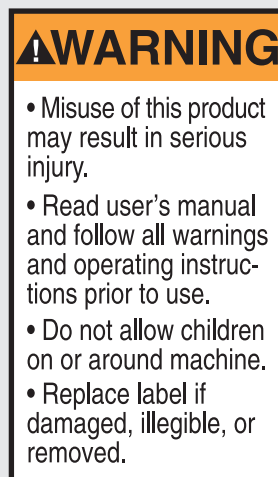 WARNING
• Misuse of this product
may result in serious
injury.
• Read user's manual
and follow all warnings
and operating instruc-
tions prior to use.
• Do not allow children
on or around machine.
• Replace label if
damaged, illegible, or
removed.